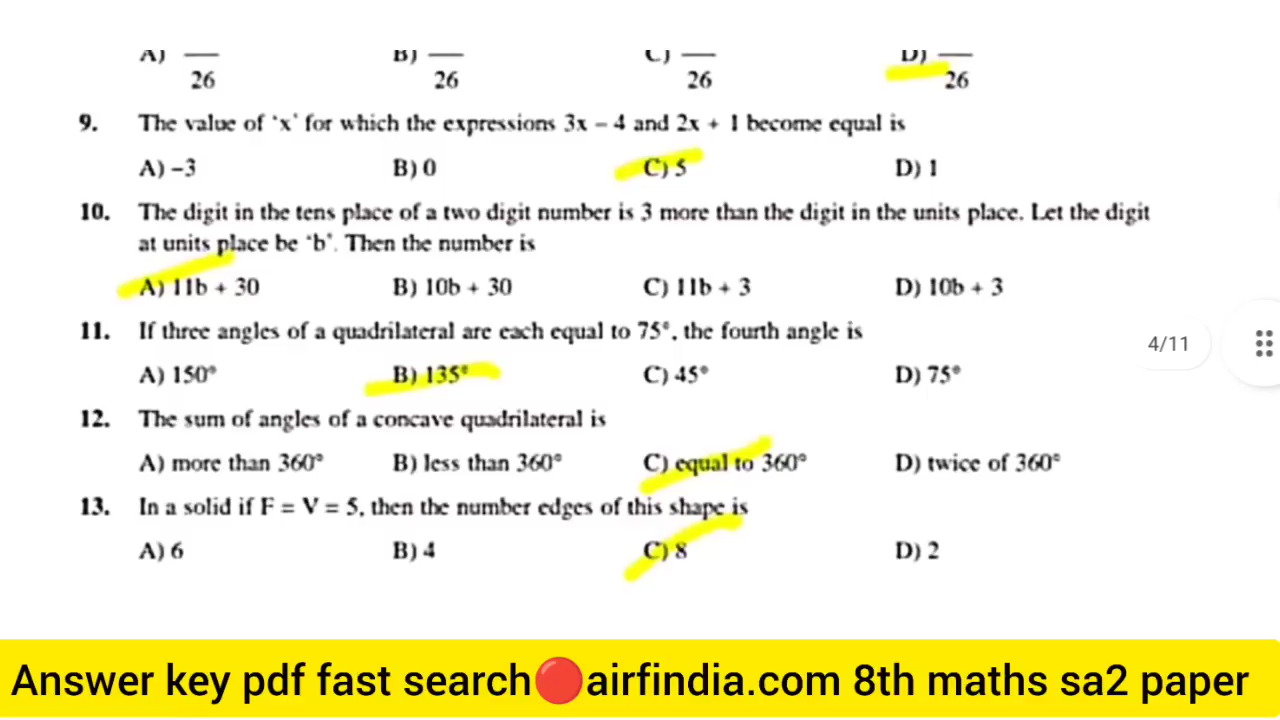 A) — B) — C) — D) —
26 26 26 26
9. The value of ‘x’ for which the expressions 3x – 4 and 2x + 1 become equal is
A) –3 B) 0 C) 5 D) 1
10. The digit in the tens place of a two digit number is 3 more than the digit in the units place. Let the digit
at units place be ‘b’. Then the number is
A) 11b + 30 B) 10b + 30 C) 11b + 3 D) 10b + 3
11. If three angles of a quadrilateral are each equal to 75°, the fourth angle is
4/11
A) 150° B) 135° C) 45° D) 75°
12. The sum of angles of a concave quadrilateral is
A) more than 360° B) less than 360° C) equal to 360° D) twice of 360°
13. In a solid if F = V = 5, then the number edges of this shape is
A) 6 B) 4 C) 8 D) 2
Answer key pdf fast search🔴airfindia.com 8th maths sa2 paper